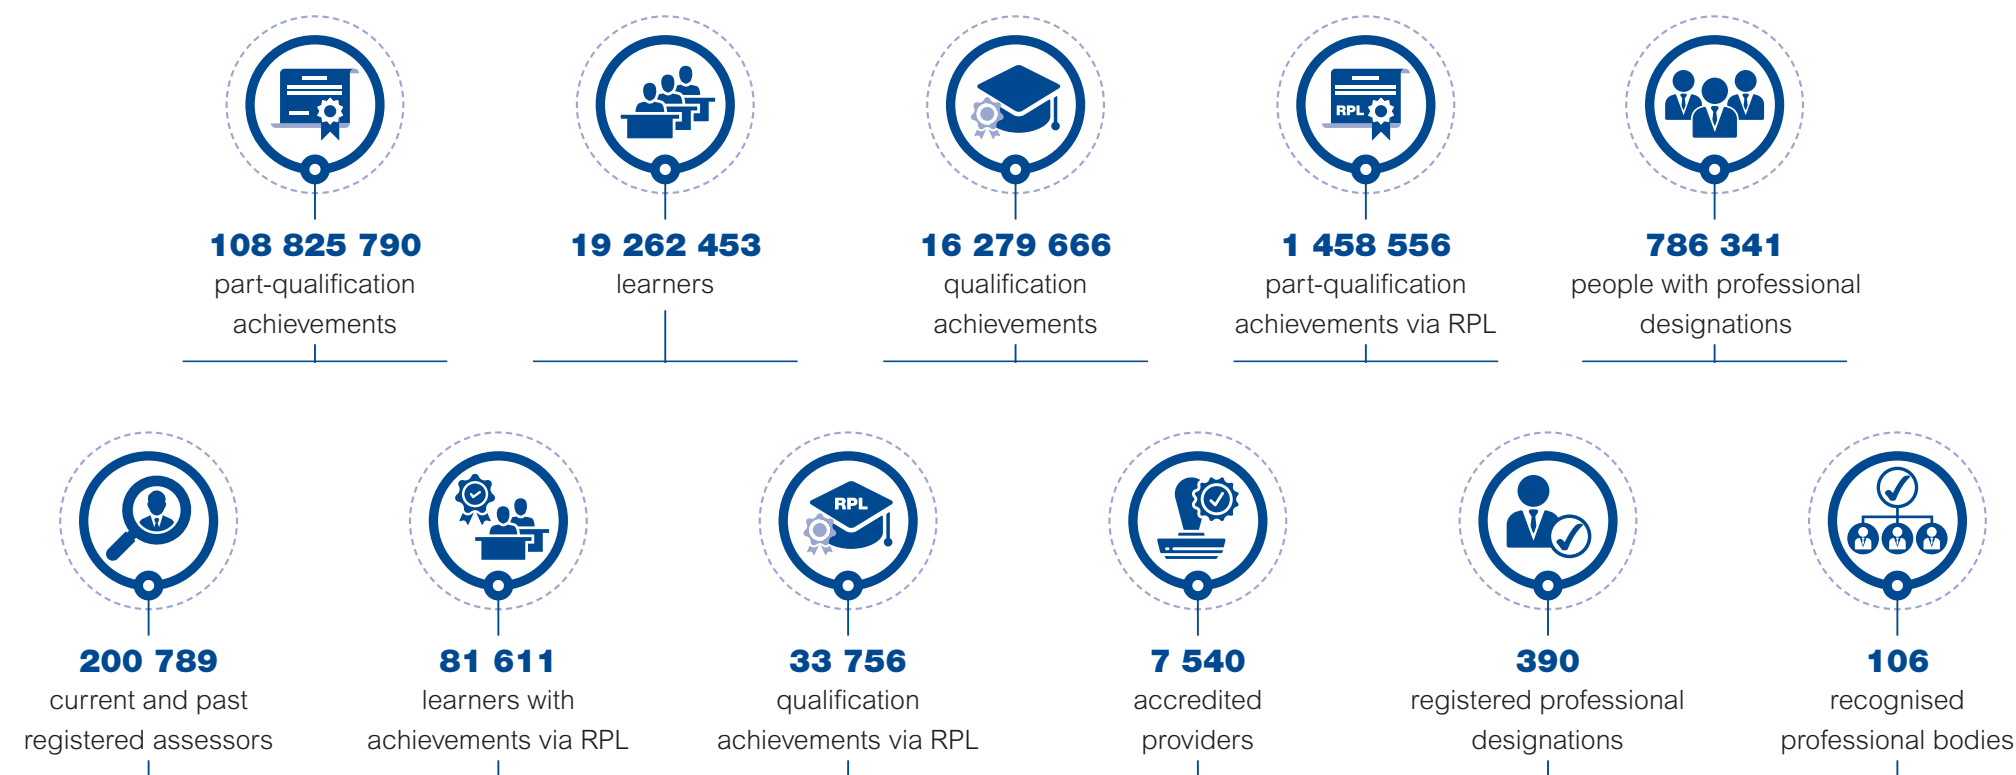 RPL
108 825 790
part-qualification
achievements
19 262 453
learners
16 279 666
qualification
achievements
1 458 556
part-qualification
achievements via RPL
786 341
people with professional
designations
RPL
200 789
current and past
registered assessors
81 611
learners with
achievements via RPL
33 756
qualification
achievements via RPL
7 540
accredited
providers
390
registered professional
designations
106
recognised
professional bodies